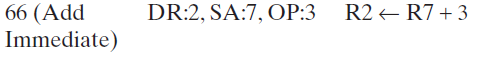 66 (Add DR:2, SA:7, OP:3 R2 ← R7 + 3
Immediate)